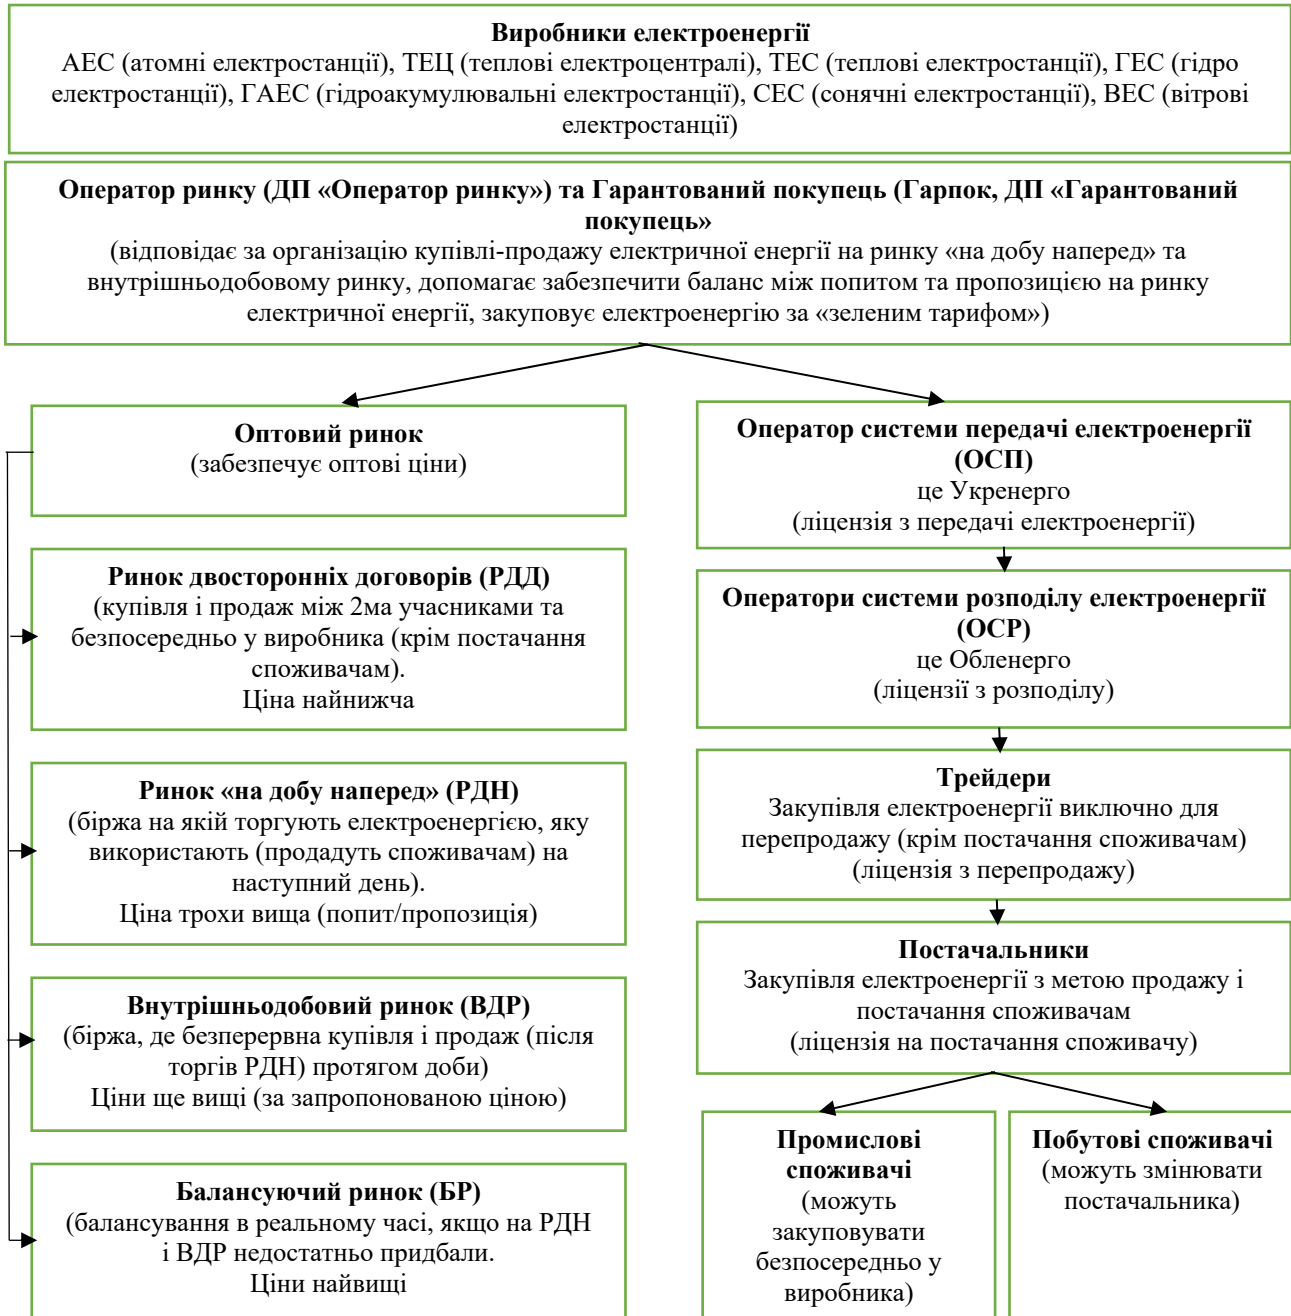 Виробники електроенергії
АЕС (атомні електростанції), ТЕЦ (теплові електроцентралі), ТЕС (теплові електростанції), ГЕС (гідро
електростанції), ГАЕС (гідроакумулювальні електростанції), СЕС (сонячні електростанції), ВЕС (вітрові
електростанції)
Оператор ринку (ДП «Оператор ринку») та Гарантований покупець (Гарпок, ДП «Гарантований
покупець»
(відповідає за організацію купівлі-продажу електричної енергії на ринку «на добу наперед» та
внутрішньодобовому ринку, допомагає забезпечити баланс між попитом та пропозицією на ринку
електричної енергії, закуповує електроенергію за «зеленим тарифом»)
Оптовий ринок
(забезпечує оптові ціни)
Ринок двосторонніх договорів (РДД)
(купівля і продаж між 2ма учасниками та
безпосередньо у виробника (крім постачання
споживачам).
Ціна найнижча
Ринок «на добу наперед» (РДН)
(біржа на якій торгують електроенергією, яку
використають (продадуть споживачам) на
наступний день).
Ціна трохи вища (попит/пропозиція)
Внутрішньодобовий ринок (ВДР)
(біржа, де безперервна купівля і продаж (після
торгів РДН) протягом доби)
Ціни ще вищі (за запропонованою ціною)
Балансуючий ринок (БР)
(балансування в реальному часі, якщо на РДН
і ВДР недостатньо придбали.
Ціни найвищі
Оператор системи передачі електроенергії
(ОСП)
це Укренерго
(ліцензія з передачі електроенергії)
Оператори системи розподілу електроенергії
(ОСР)
це Обленерго
(ліцензії з розподілу)
Трейдери
Закупівля електроенергії виключно для
перепродажу (крім постачання споживачам)
(ліцензія з перепродажу)
Постачальники
Закупівля електроенергії з метою продажу і
постачання споживачам
(ліцензія на постачання споживачу)
Промислові
споживачі
(можуть
закуповувати
безпосередньо у
виробника)
Побутові споживачі
(можуть змінювати
постачальника)